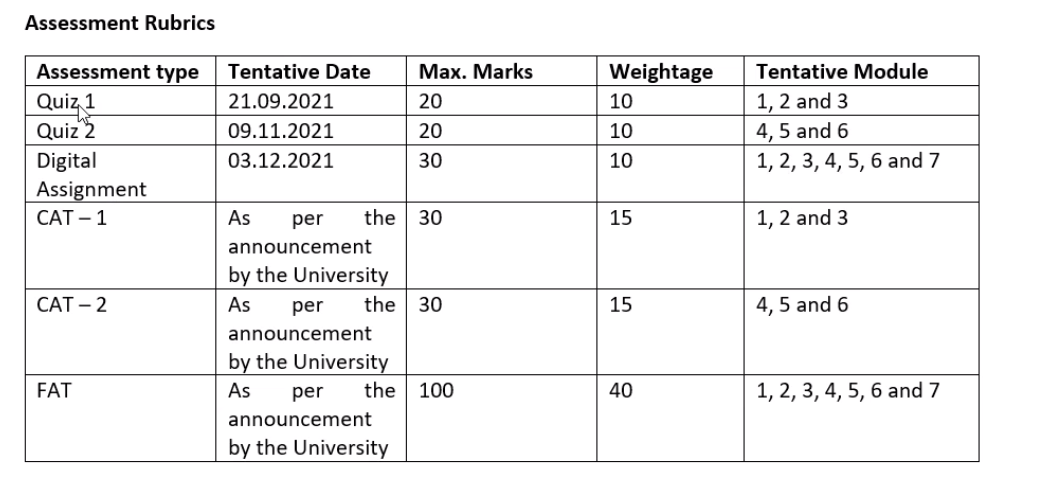 Assessment Rubrics
Assessment type Tentative Date Max. Marks Weightage Tentative Module
Quiz 1 21.09.2021 20 10 1, 2 and 3
Quiz 2 09.11.2021 20 10 4, 5 and 6
Digital 03.12.2021 30 10 1, 2, 3, 4, 5, 6 and 7
Assignment
CAT – 1 As per the 30 15 1, 2 and 3
announcement
by the University
CAT – 2 As per the 30 15 4, 5 and 6
announcement
by the University
FAT As per the 100 40 1, 2, 3, 4, 5, 6 and 7
announcement
by the University